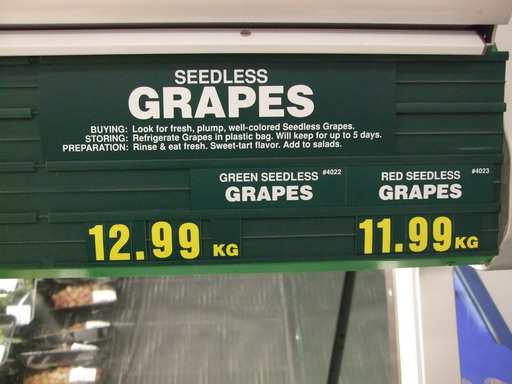 SEEDLESS
GRAPES
BUYING: Look for fresh, plump, well-colored Seedless Grapes.
STORING: Refrigerate Grapes in plastic bag. Will keep for up to 5 days.
PREPARATION: Rinse & eat fresh. Sweet-tart flavor. Add to salads.
GREEN SEEDLESS #4022
GRAPES
RED SEEDLESS #4023
GRAPES
12.99 KG
11.99 KG